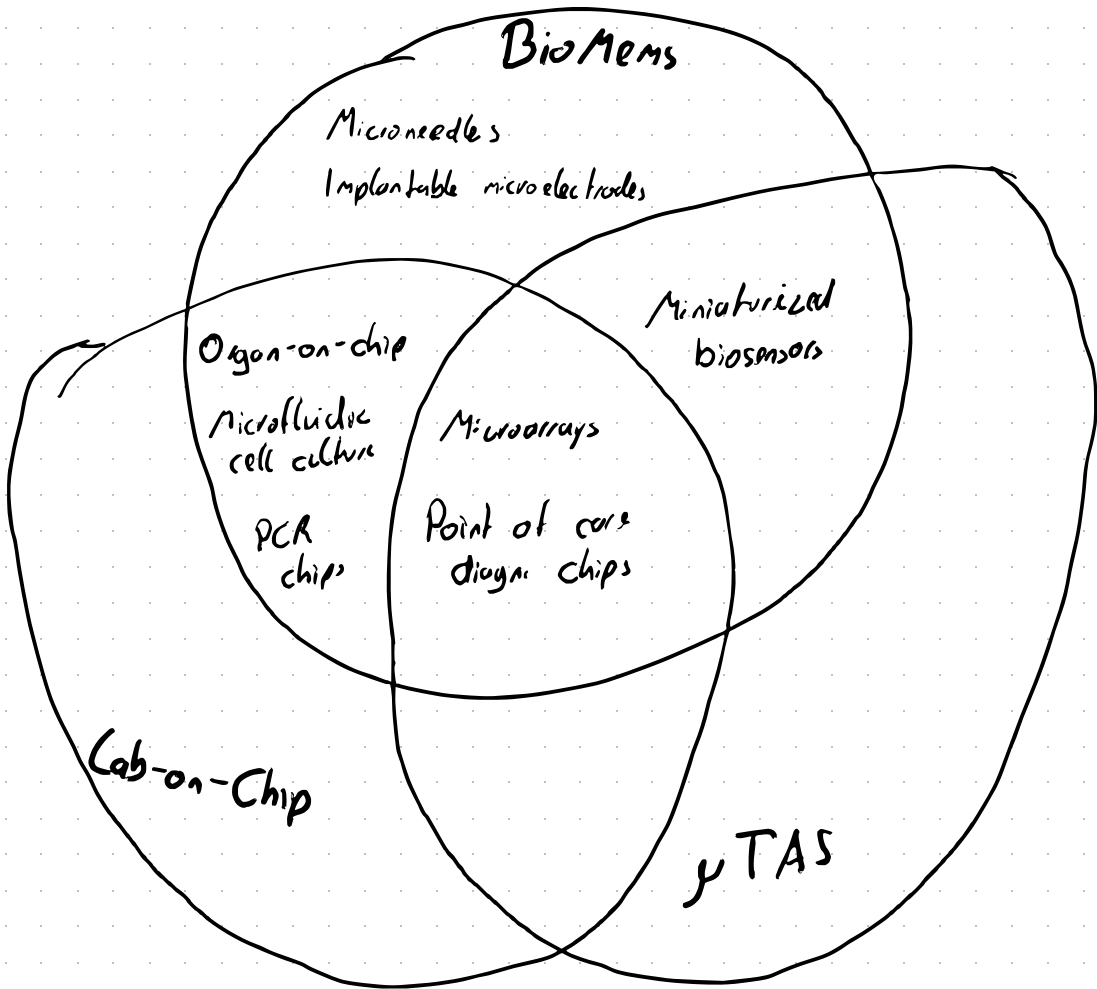 BioMems
Microneedles
Implantable microelectrodes
Miniaturized
biosensors
Organ-on-chip
Microfluidic
cell culture
Microarrays
PCR
chips
Point of care
diagn. chips
Lab-on-Chip
μTAS